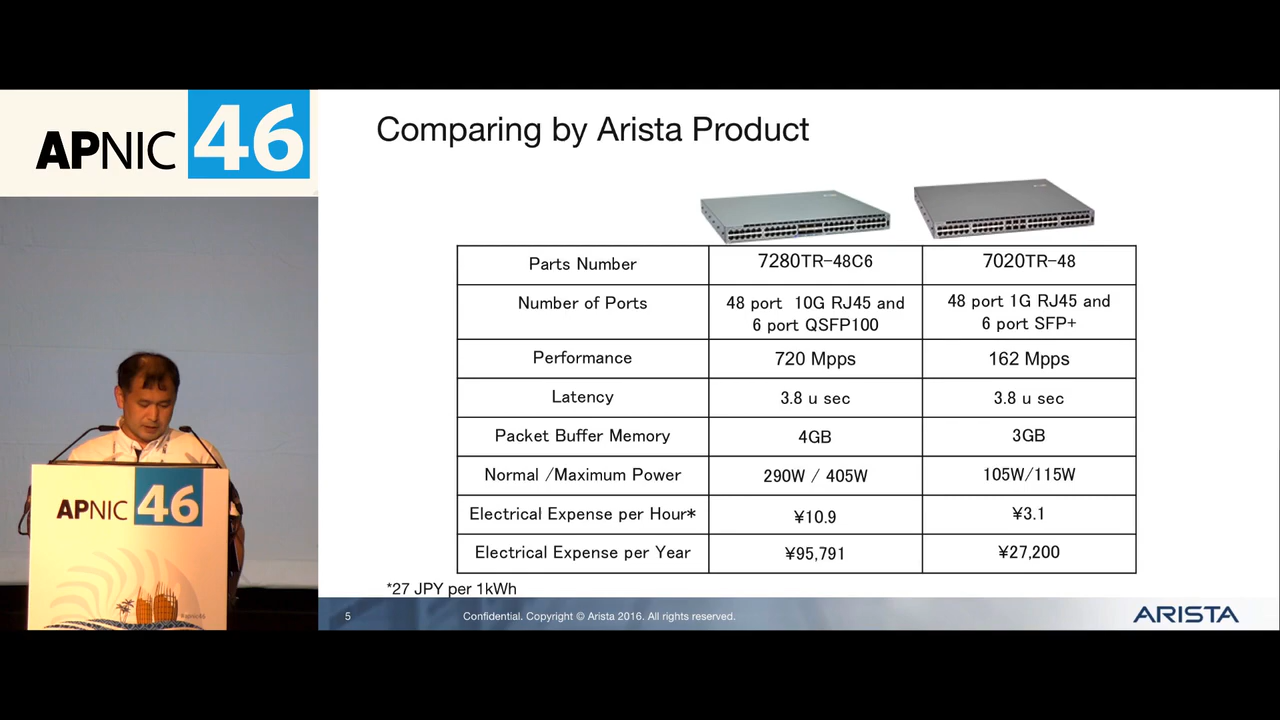 APNIC 46
Comparing by Arista Product
Parts Number 7280TR-48C6 7020TR-48
Number of Ports 48 port 10G RJ45 and 48 port 1G RJ45 and
6 port QSFP100 6 port SFP+
Performance 720 Mpps 162 Mpps
Latency 3.8 u sec 3.8 u sec
Packet Buffer Memory 4GB 3GB
Normal /Maximum Power 290W / 405W 105W/115W
Electrical Expense per Hour* ¥10.9 ¥3.1
Electrical Expense per Year ¥95,791 ¥27,200
*27 JPY per 1kWh
5 Confidential. Copyright © Arista 2016. All rights reserved. ARISTA
APNIC 46
#apnic46